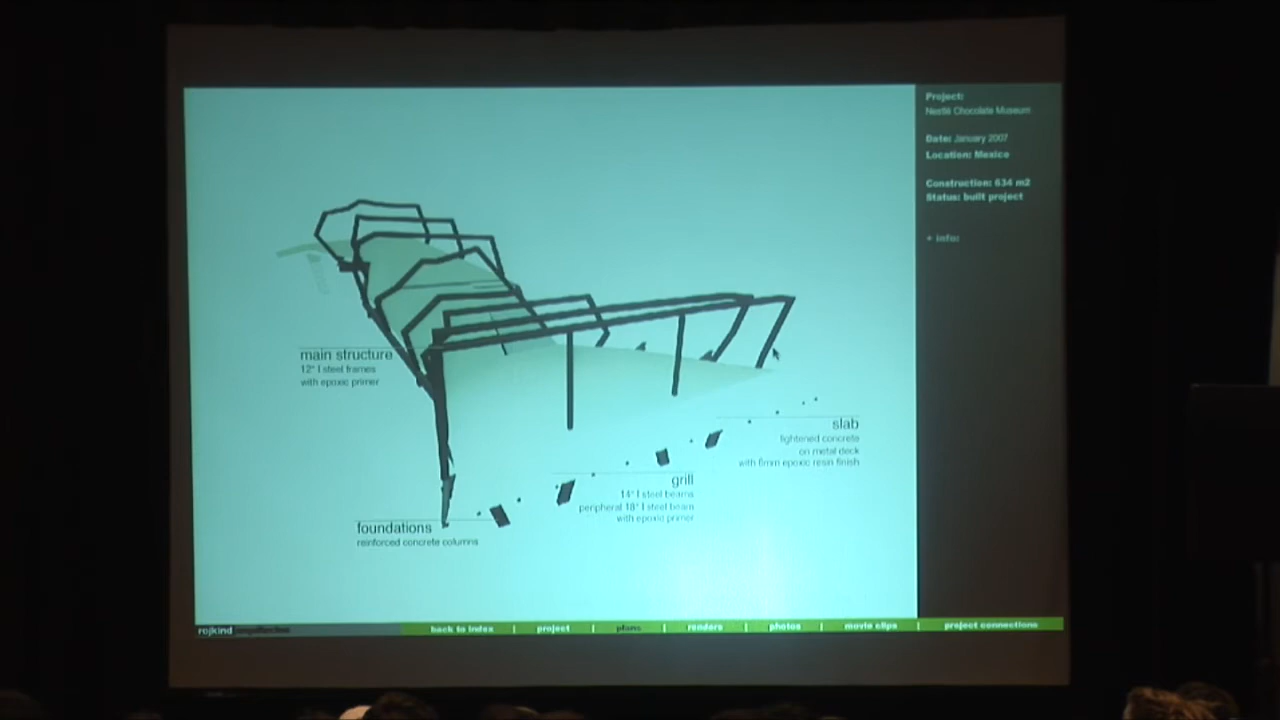 Project:
Nestlé Chocolate Museum
Date: January 2007
Location: Mexico
Construction: 634 m2
Status: built project
+ info:
main structure
12" I steel frames
with epoxic primer
slab
lightened concrete
on metal deck
with 6mm epoxic resin finish
grill
14" I steel beams
peripheral 18" I steel beam
with epoxic primer
foundations
reinforced concrete columns
rojkind arquitectos
back to index | project | plans | renders | photos | movie clips | project connections